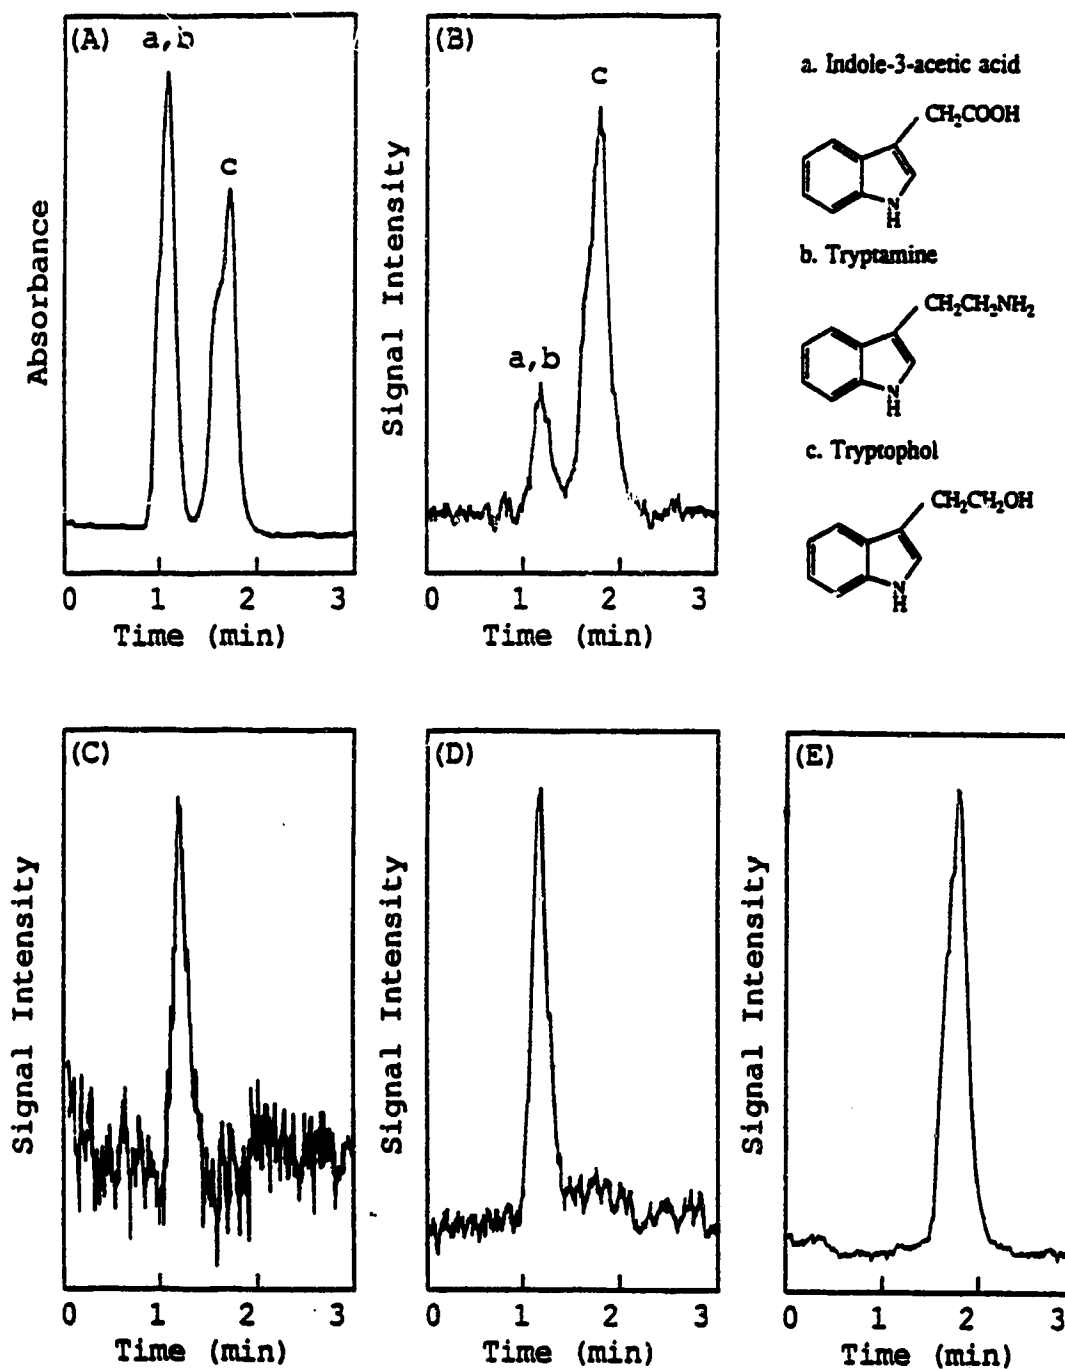 (A)
a,b
c
Absorbance
0 1 2 3
Time (min)
(B)
c
a,b
Signal Intensity
0 1 2 3
Time (min)
a. Indole-3-acetic acid
CH₂COOH
N
H
b. Tryptamine
CH₂CH₂NH₂
N
H
c. Tryptophol
CH₂CH₂OH
N
H
(C)
Signal Intensity
0 1 2 3
Time (min)
(D)
Signal Intensity
0 1 2 3
Time (min)
(E)
Signal Intensity
0 1 2 3
Time (min)